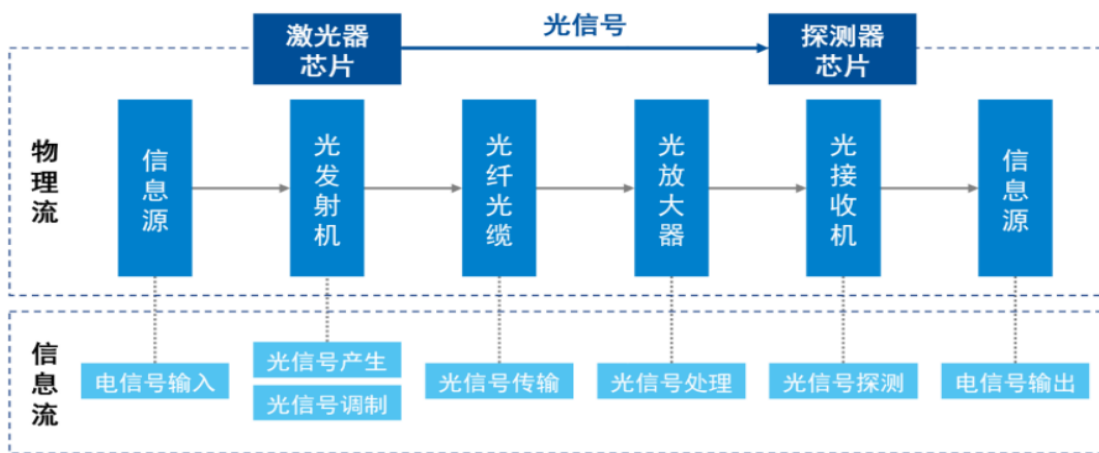 激光器
芯片
光信号
探测器
芯片
物理流
信息源
光发射机
光纤光缆
光放大器
光接收机
信息源
信息流
电信号输入
光信号产生
光信号调制
光信号传输
光信号处理
光信号探测
电信号输出